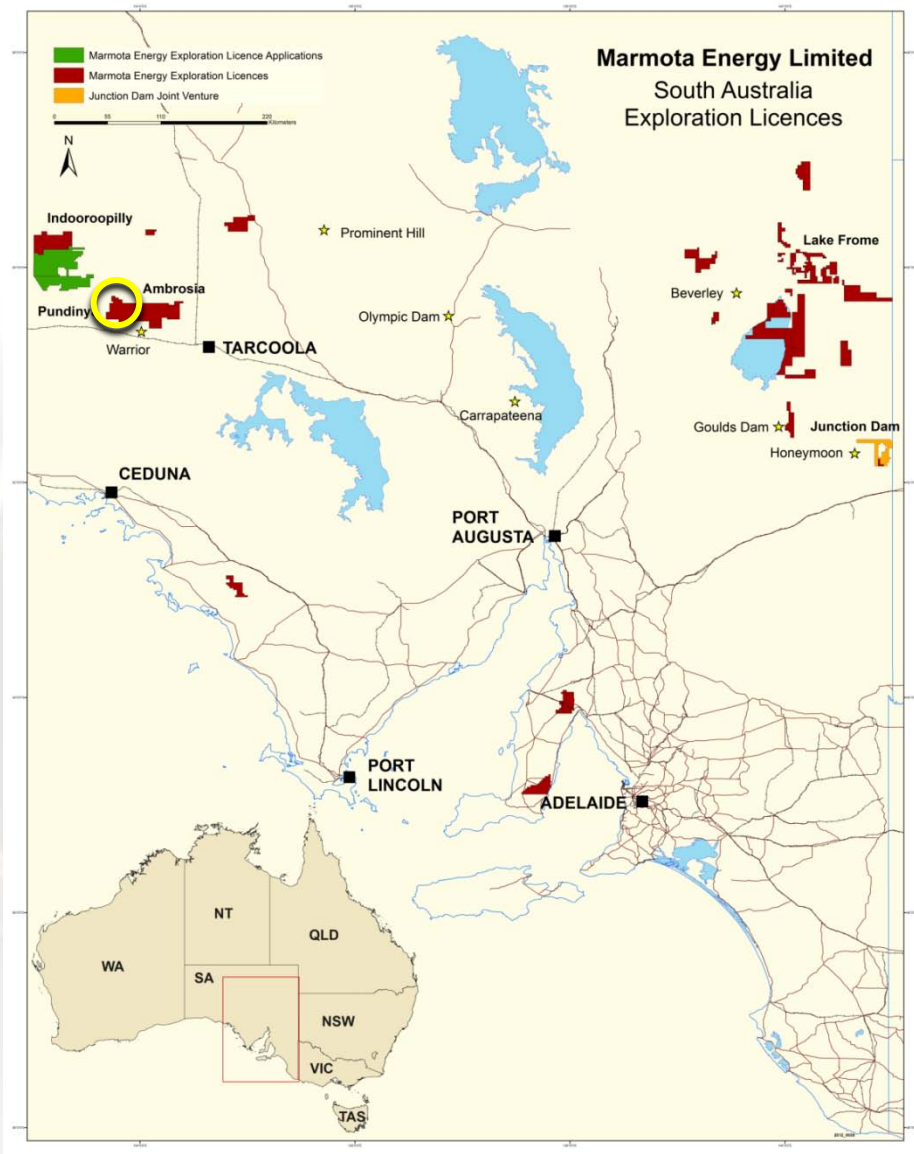 Marmota Energy Exploration Licence Applications
Marmota Energy Exploration Licences
Junction Dam Joint Venture
0 55 110 220
Kilometers
N
Marmota Energy Limited
South Australia
Exploration Licences
Indooroopilly
Prominent Hill
Lake Frome
Ambrosia
Pundiny
Beverley
Olympic Dam
Warrior
TARCOOLA
Carrapateena
Goulds Dam
Junction Dam
Honeymoon
CEDUNA
PORT
AUGUSTA
PORT
LINCOLN
ADELAIDE
NT
QLD
WA
SA
NSW
VIC
TAS